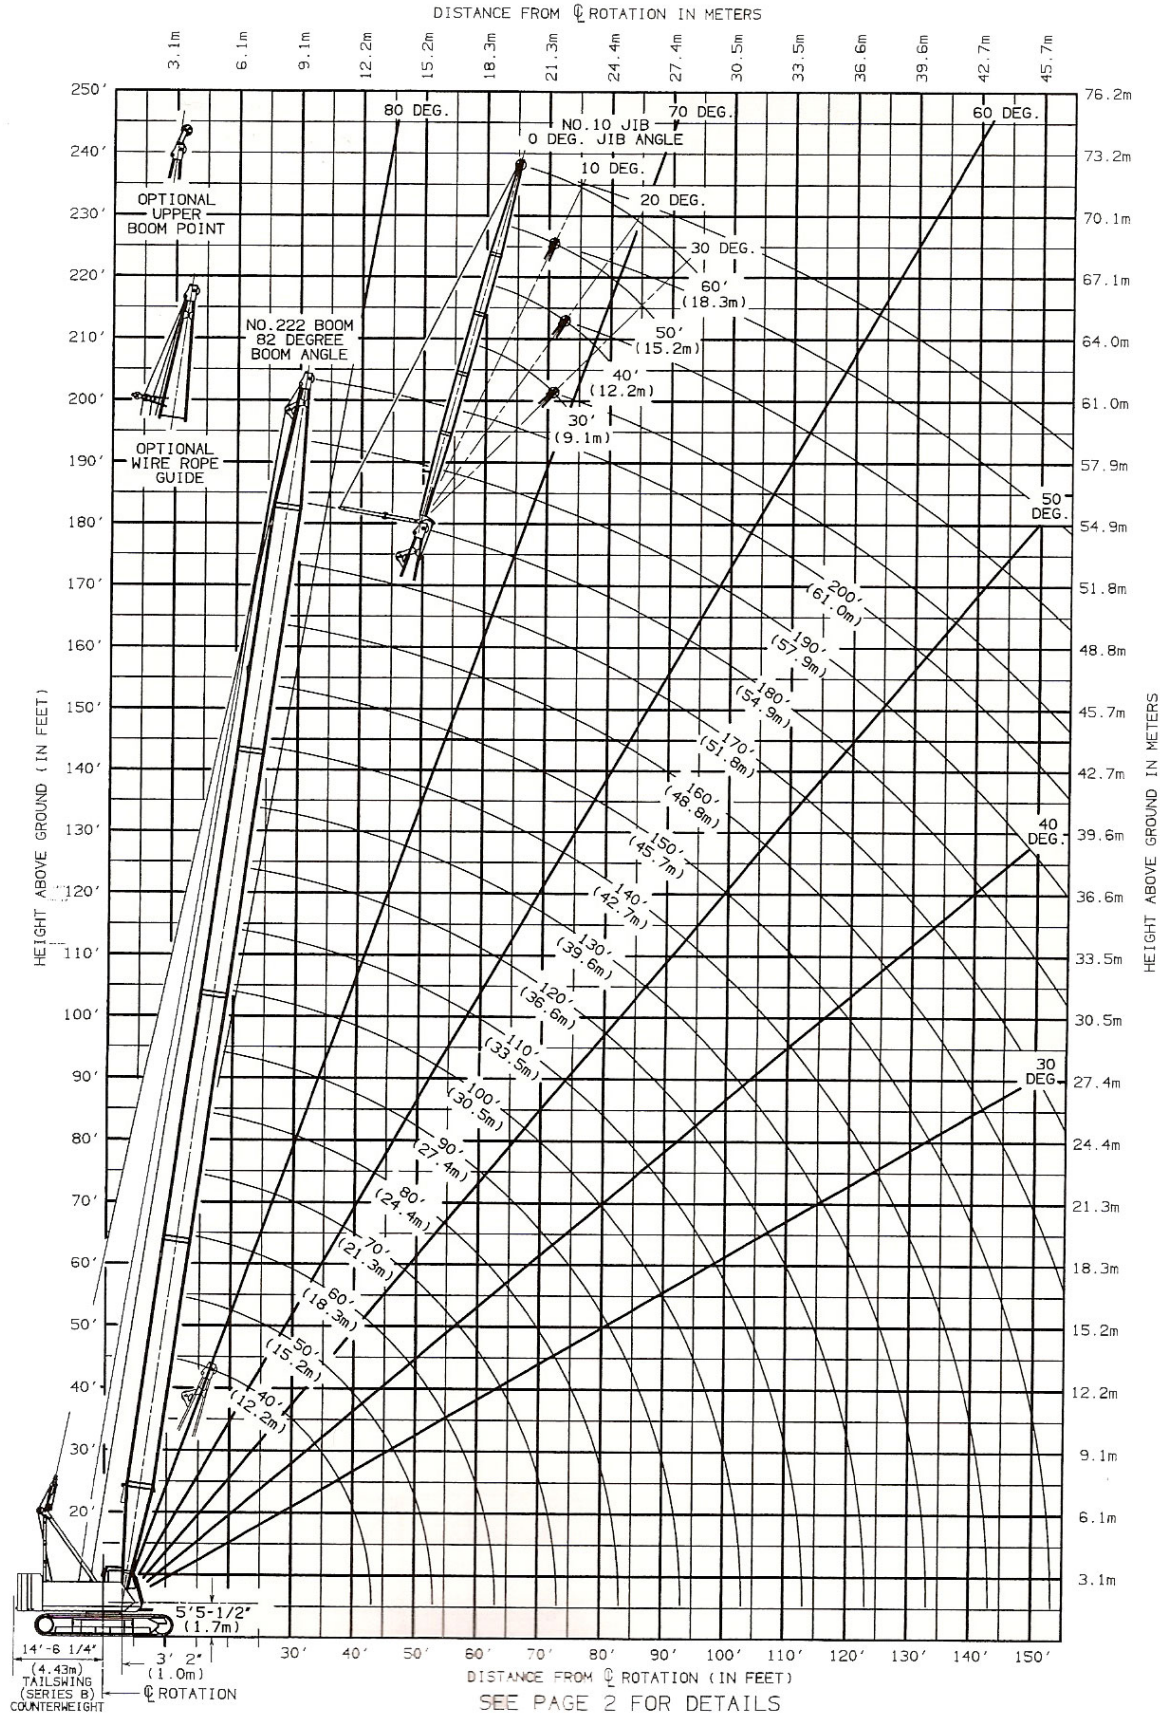 DISTANCE FROM ℄ ROTATION IN METERS
3.1m
6.1m
9.1m
12.2m
15.2m
18.3m
21.3m
24.4m
27.4m
30.5m
33.5m
36.6m
39.6m
42.7m
45.7m
250'
240'
230'
220'
210'
200'
190'
180'
170'
160'
150'
140'
130'
120'
110'
100'
90'
80'
70'
60'
50'
40'
30'
20'
HEIGHT ABOVE GROUND (IN FEET)
76.2m
73.2m
70.1m
67.1m
64.0m
61.0m
57.9m
54.9m
51.8m
48.8m
45.7m
42.7m
39.6m
36.6m
33.5m
30.5m
27.4m
24.4m
21.3m
18.3m
15.2m
12.2m
9.1m
6.1m
3.1m
HEIGHT ABOVE GROUND IN METERS
80 DEG.
NO.10 JIB
0 DEG. JIB ANGLE
70 DEG.
60 DEG.
10 DEG.
20 DEG.
30 DEG.
60'
(18.3m)
50'
(15.2m)
40'
(12.2m)
30'
(9.1m)
OPTIONAL
UPPER
BOOM POINT
NO.222 BOOM
82 DEGREE
BOOM ANGLE
OPTIONAL
WIRE ROPE
GUIDE
50
DEG.
40
DEG.
30
DEG.
200'
(61.0m)
190'
(57.9m)
180'
(54.9m)
170'
(51.8m)
160'
(48.8m)
150'
(45.7m)
140'
(42.7m)
130'
(39.6m)
120'
(36.6m)
110'
(33.5m)
100'
(30.5m)
90'
(27.4m)
80'
(24.4m)
70'
(21.3m)
60'
(18.3m)
50'
(15.2m)
40'
(12.2m)
5'5-1/2"
(1.7m)
14'-6 1/4"
(4.43m)
TAILSWING
(SERIES B)
COUNTERWEIGHT
3' 2"
(1.0m)
℄ ROTATION
30'
40'
50'
60'
70'
80'
90'
100'
110'
120'
130'
140'
150'
DISTANCE FROM ℄ ROTATION (IN FEET)
SEE PAGE 2 FOR DETAILS